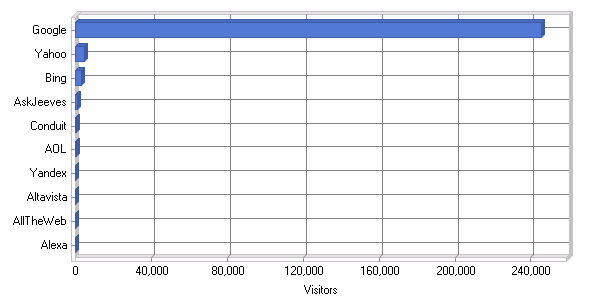 Google
Yahoo
Bing
AskJeeves
Conduit
AOL
Yandex
Altavista
AllTheWeb
Alexa
0 40,000 80,000 120,000 160,000 200,000 240,000
Visitors